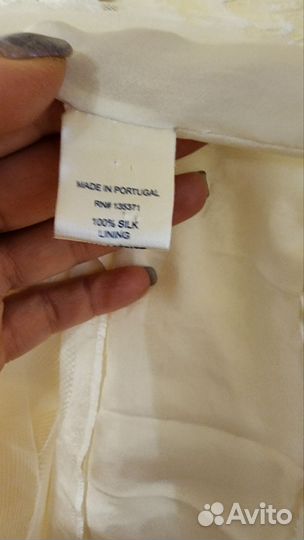 MADE IN PORTUGAL
RN# 135371
100% SILK
LINING
Avito